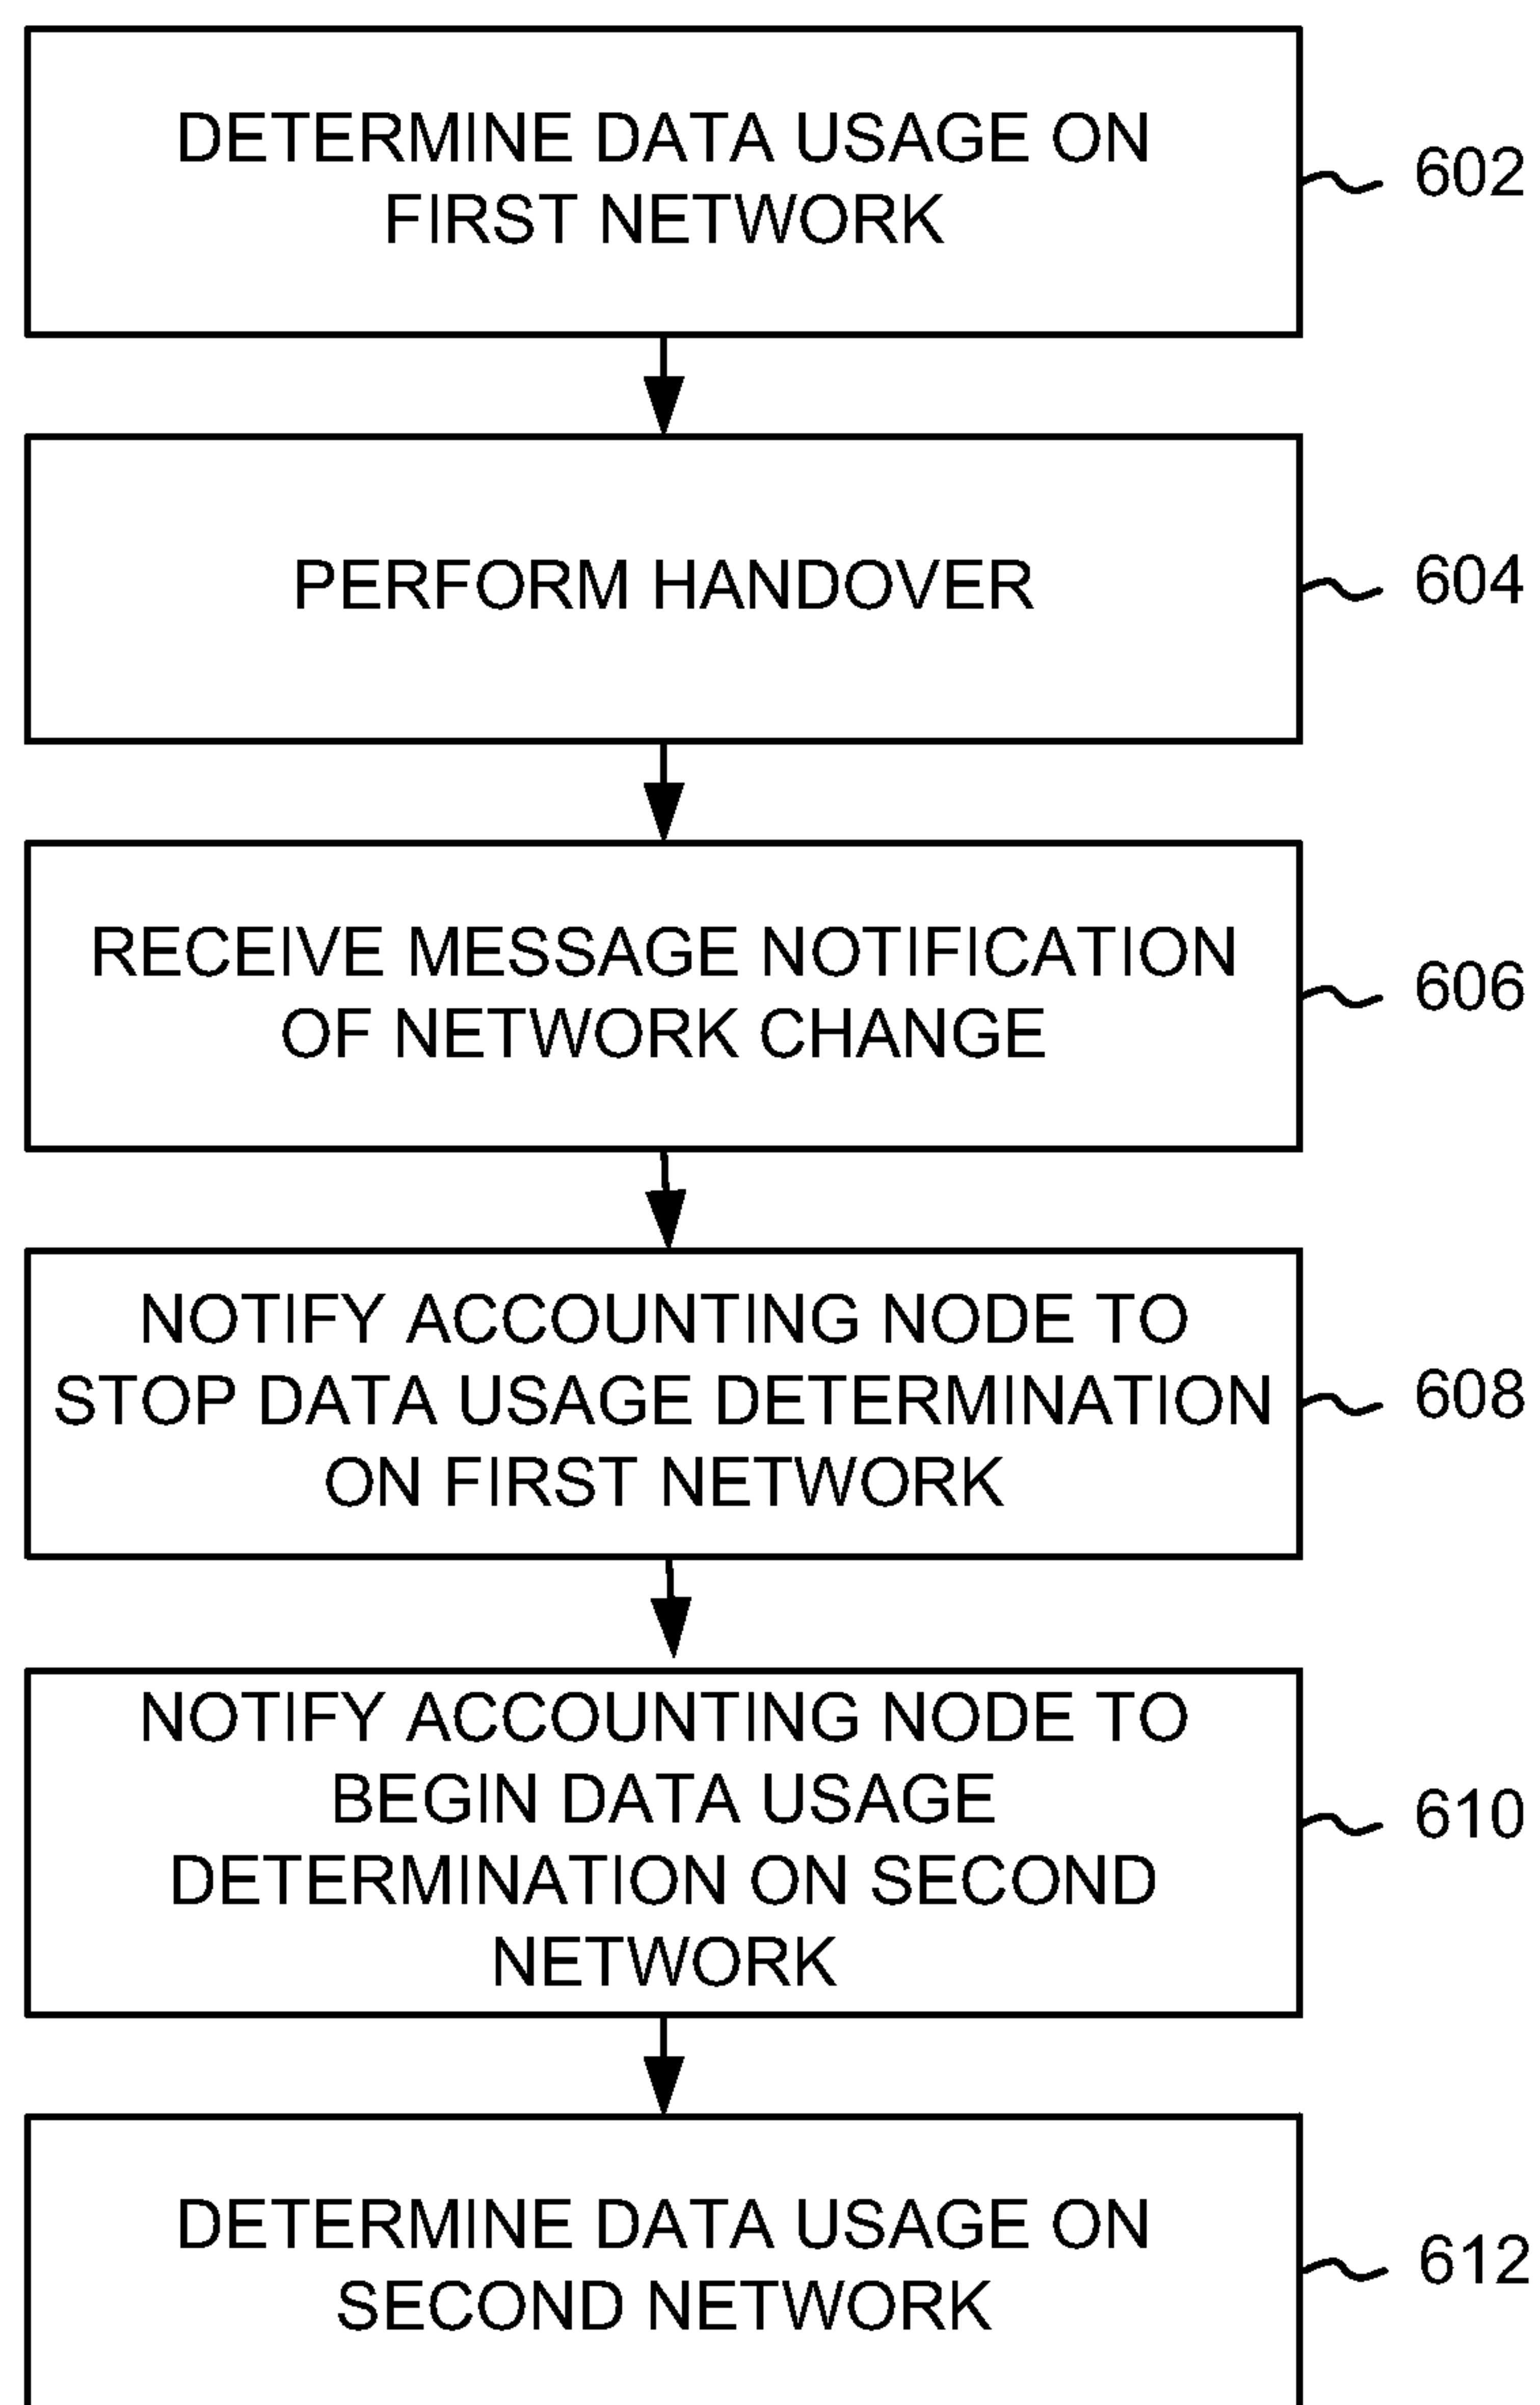 DETERMINE DATA USAGE ON
FIRST NETWORK
602
PERFORM HANDOVER
604
RECEIVE MESSAGE NOTIFICATION
OF NETWORK CHANGE
606
NOTIFY ACCOUNTING NODE TO
STOP DATA USAGE DETERMINATION
ON FIRST NETWORK
608
NOTIFY ACCOUNTING NODE TO
BEGIN DATA USAGE
DETERMINATION ON SECOND
NETWORK
610
DETERMINE DATA USAGE ON
SECOND NETWORK
612